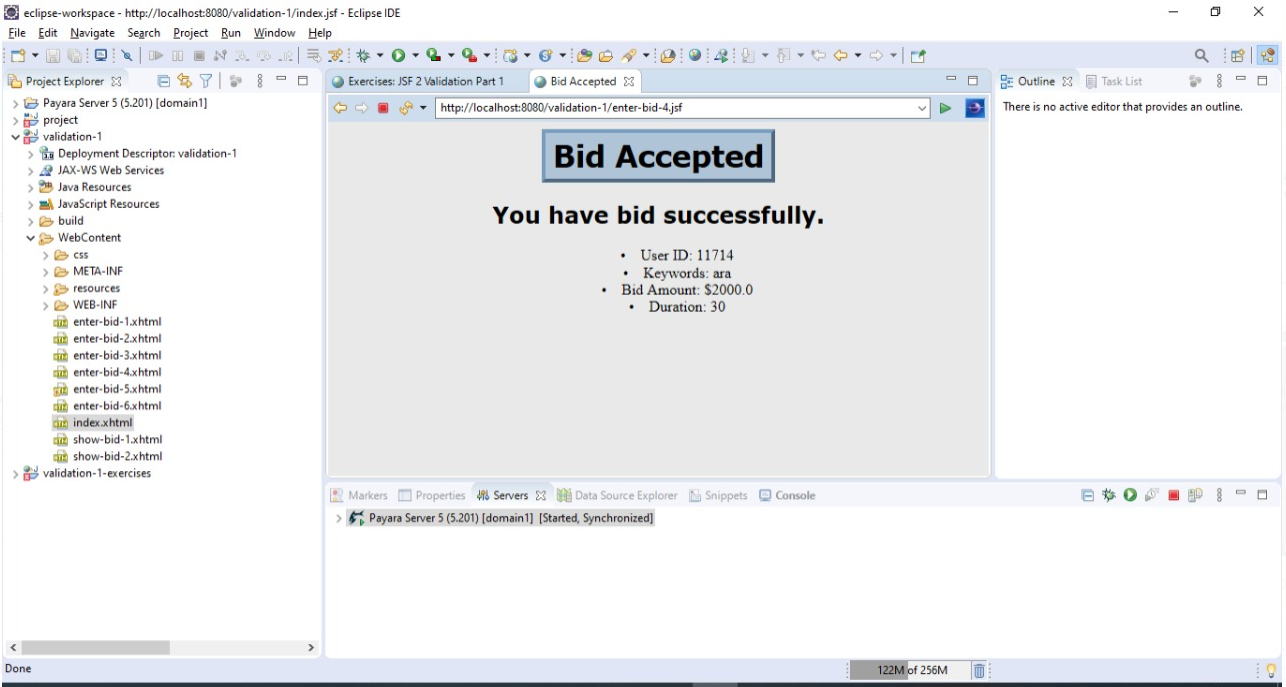 eclipse-workspace - http://localhost:8080/validation-1/index.jsf - Eclipse IDE
File Edit Navigate Search Project Run Window Help
Project Explorer
Payara Server 5 (5.201) [domain1]
project
validation-1
Deployment Descriptor: validation-1
JAX-WS Web Services
Java Resources
JavaScript Resources
build
WebContent
css
META-INF
resources
WEB-INF
enter-bid-1.xhtml
enter-bid-2.xhtml
enter-bid-3.xhtml
enter-bid-4.xhtml
enter-bid-5.xhtml
enter-bid-6.xhtml
index.xhtml
show-bid-1.xhtml
show-bid-2.xhtml
validation-1-exercises
Exercises: JSF 2 Validation Part 1 Bid Accepted
http://localhost:8080/validation-1/enter-bid-4.jsf
Bid Accepted
You have bid successfully.
• User ID: 11714
• Keywords: ara
• Bid Amount: $2000.0
• Duration: 30
Outline Task List
There is no active editor that provides an outline.
Markers Properties Servers Data Source Explorer Snippets Console
Payara Server 5 (5.201) [domain1] [Started, Synchronized]
Done
122M of 256M